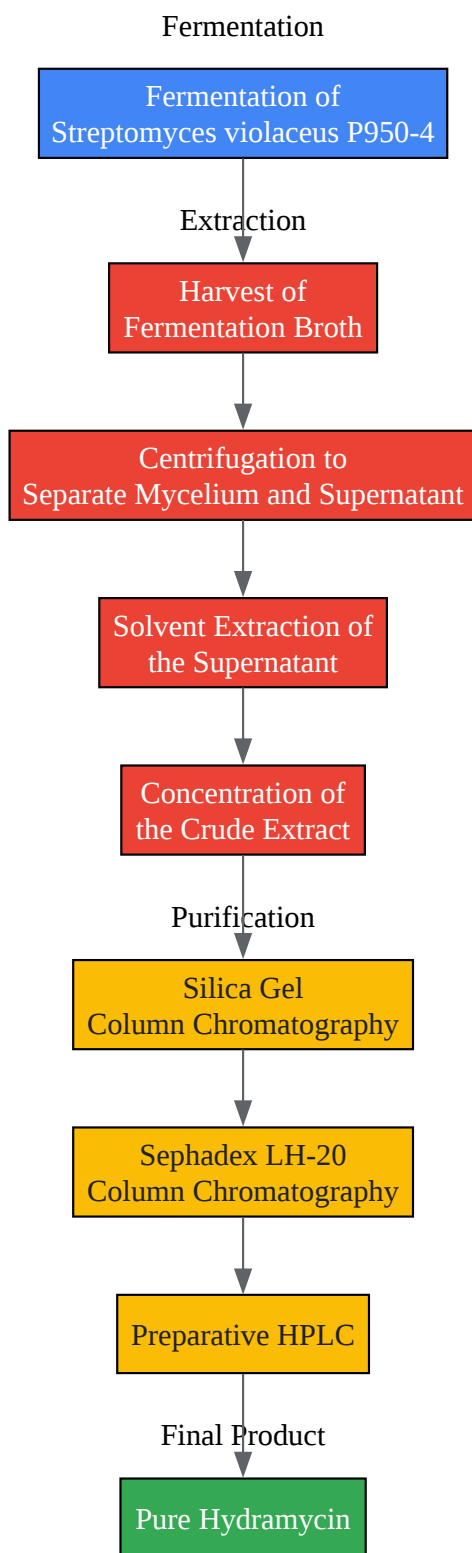 Fermentation
Fermentation of
Streptomyces violaceus P950-4
Extraction
Harvest of
Fermentation Broth
Centrifugation to
Separate Mycelium and Supernatant
Solvent Extraction of
the Supernatant
Concentration of
the Crude Extract
Purification
Silica Gel
Column Chromatography
Sephadex LH-20
Column Chromatography
Preparative HPLC
Final Product
Pure Hydramycin